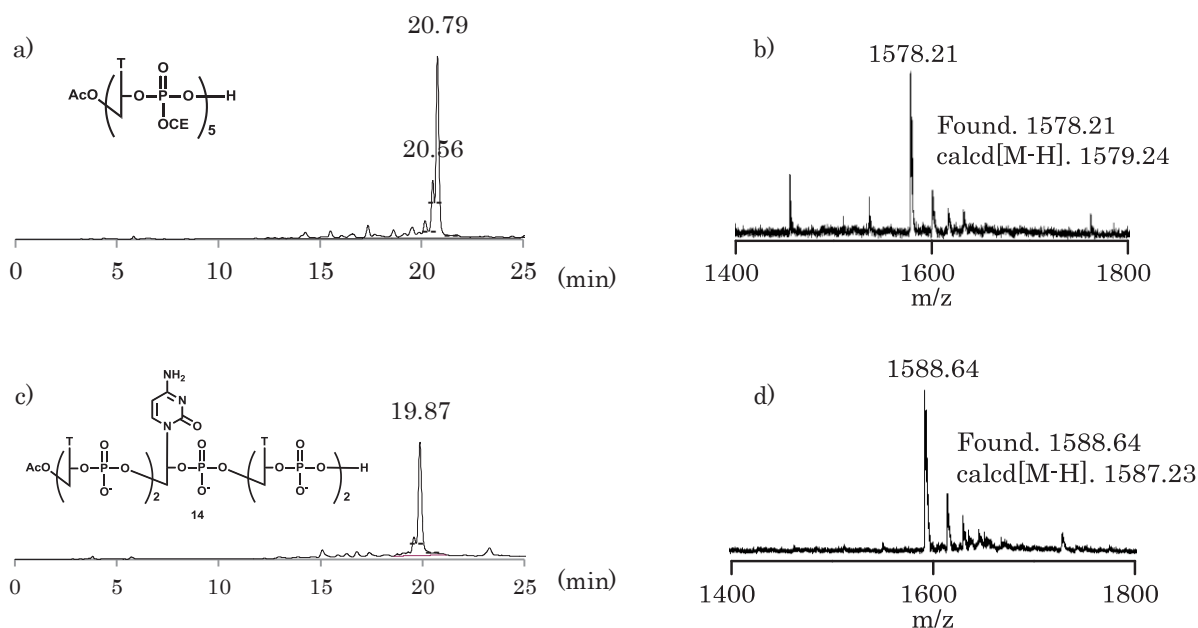 a)
20.79
20.56
T
AcO
O
P
O
O
H
OCE
5
0 5 10 15 20 25 (min)
b)
1578.21
Found. 1578.21
calcd[M-H]. 1579.24
1400 1600 1800
m/z
c)
19.87
NH₂
N
N
O
T
AcO
O
P
O
O
O⁻
2
O
P
O
O
O⁻
T
O
P
O
O
O⁻
2
H
14
0 5 10 15 20 25 (min)
d)
1588.64
Found. 1588.64
calcd[M-H]. 1587.23
1400 1600 1800
m/z